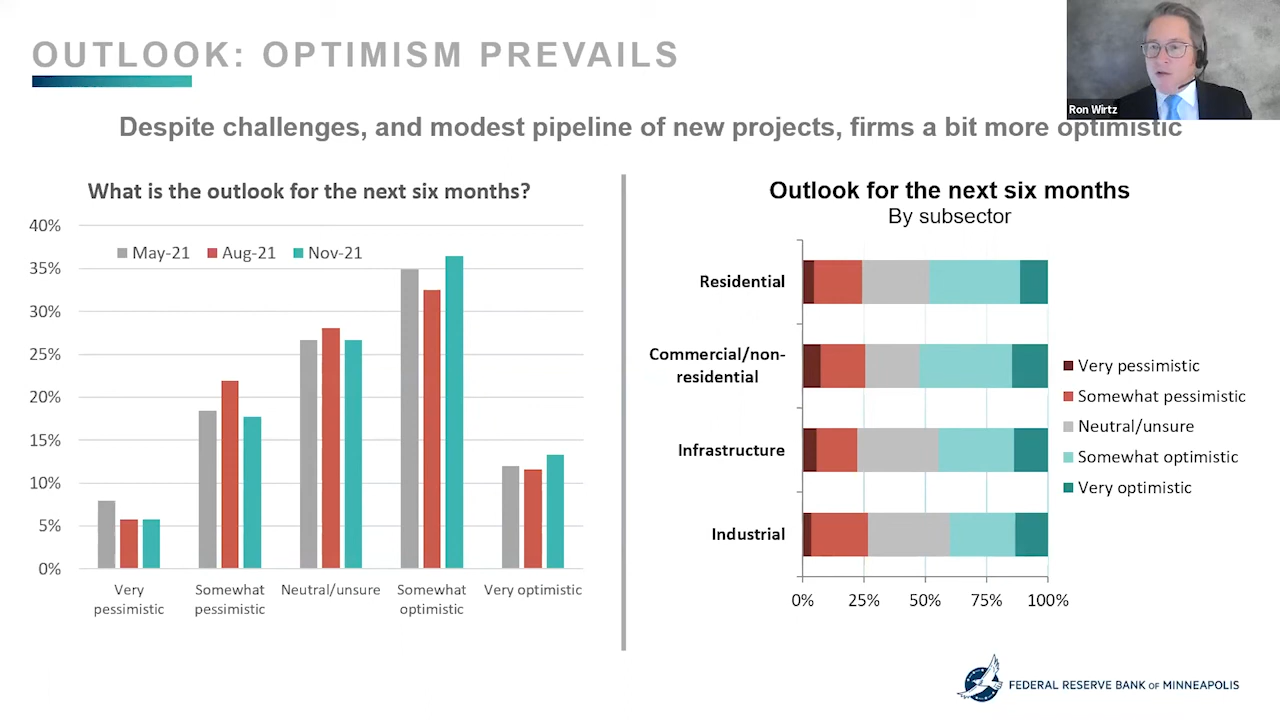 OUTLOOK: OPTIMISM PREVAILS
Ron Wirtz
Despite challenges, and modest pipeline of new projects, firms a bit more optimistic
What is the outlook for the next six months?
40%
35%
30%
25%
20%
15%
10%
5%
0%
May-21 Aug-21 Nov-21
Very
pessimistic
Somewhat
pessimistic
Neutral/unsure
Somewhat
optimistic
Very optimistic
Outlook for the next six months
By subsector
Residential
Commercial/non-
residential
Infrastructure
Industrial
0% 25% 50% 75% 100%
Very pessimistic
Somewhat pessimistic
Neutral/unsure
Somewhat optimistic
Very optimistic
FEDERAL RESERVE BANK OF MINNEAPOLIS